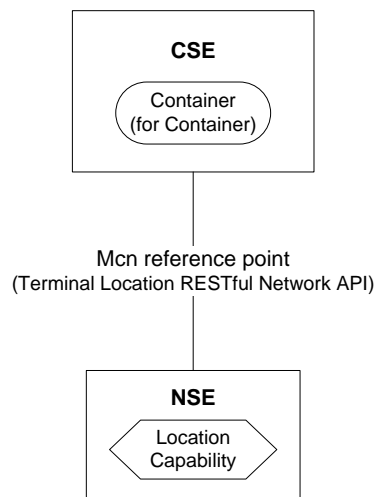 CSE
Container
(for Container)
Mcn reference point
(Terminal Location RESTful Network API)
NSE
Location
Capability